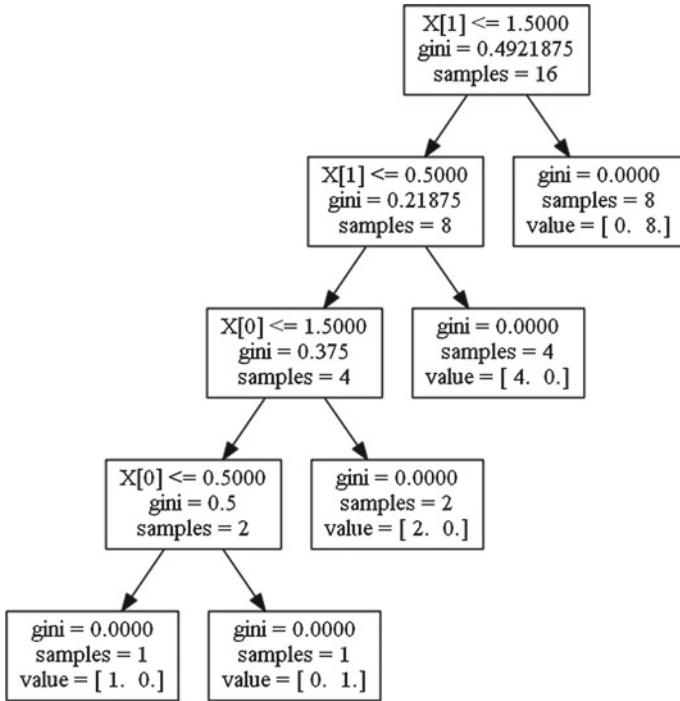 X[1] <= 1.5000
gini = 0.4921875
samples = 16
X[1] <= 0.5000
gini = 0.21875
samples = 8
gini = 0.0000
samples = 8
value = [ 0. 8.]
X[0] <= 1.5000
gini = 0.375
samples = 4
gini = 0.0000
samples = 4
value = [ 4. 0.]
X[0] <= 0.5000
gini = 0.5
samples = 2
gini = 0.0000
samples = 2
value = [ 2. 0.]
gini = 0.0000
samples = 1
value = [ 1. 0.]
gini = 0.0000
samples = 1
value = [ 0. 1.]